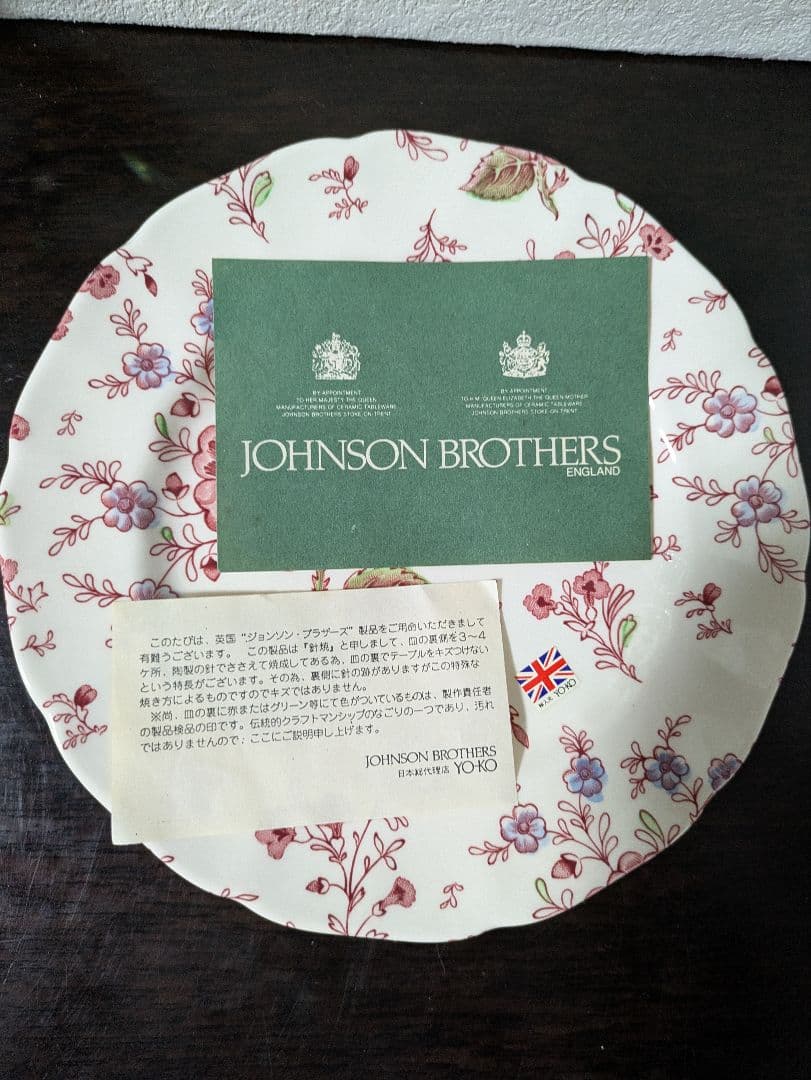 BY APPOINTMENT
TO HER MAJESTY THE QUEEN
MANUFACTURERS OF CERAMIC TABLEWARE
JOHNSON BROTHERS STOKE-ON-TRENT
BY APPOINTMENT
TO H.M. QUEEN ELIZABETH THE QUEEN MOTHER
MANUFACTURERS OF CERAMIC TABLEWARE
JOHNSON BROTHERS STOKE-ON-TRENT
JOHNSON BROTHERS
ENGLAND
このたびは、英国“ジョンソン・ブラザーズ”製品をご用命いただきまして
有難うございます。 この製品は『針焼』と申しまして、皿の裏側を3〜4
ケ所、陶製の針でささえて焼成してある為、皿の裏でテーブルをキズつけない
という特長がございます。その為、裏側に針の跡がありますがこの特殊な
焼き方によるものですのでキズではありません。
※尚、皿の裏に赤またはグリーン等にて色がついているものは、製作責任者
の製品検品の印です。伝統的クラフトマンシップのなごりの一つであり、汚れ
ではありませんので、ここにご説明申し上げます。
JOHNSON BROTHERS
日本総代理店 YO-KO
輸入元 YO-KO